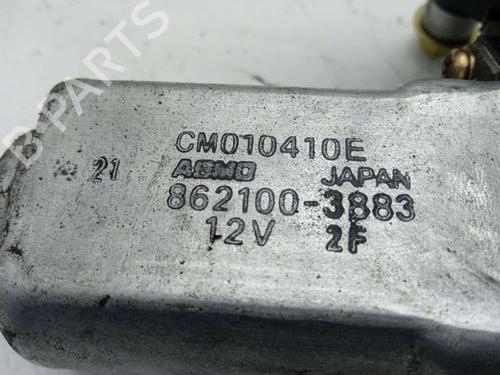 CM010410E
21
ASMO JAPAN
862100-3883
12V 2F
B-PARTS